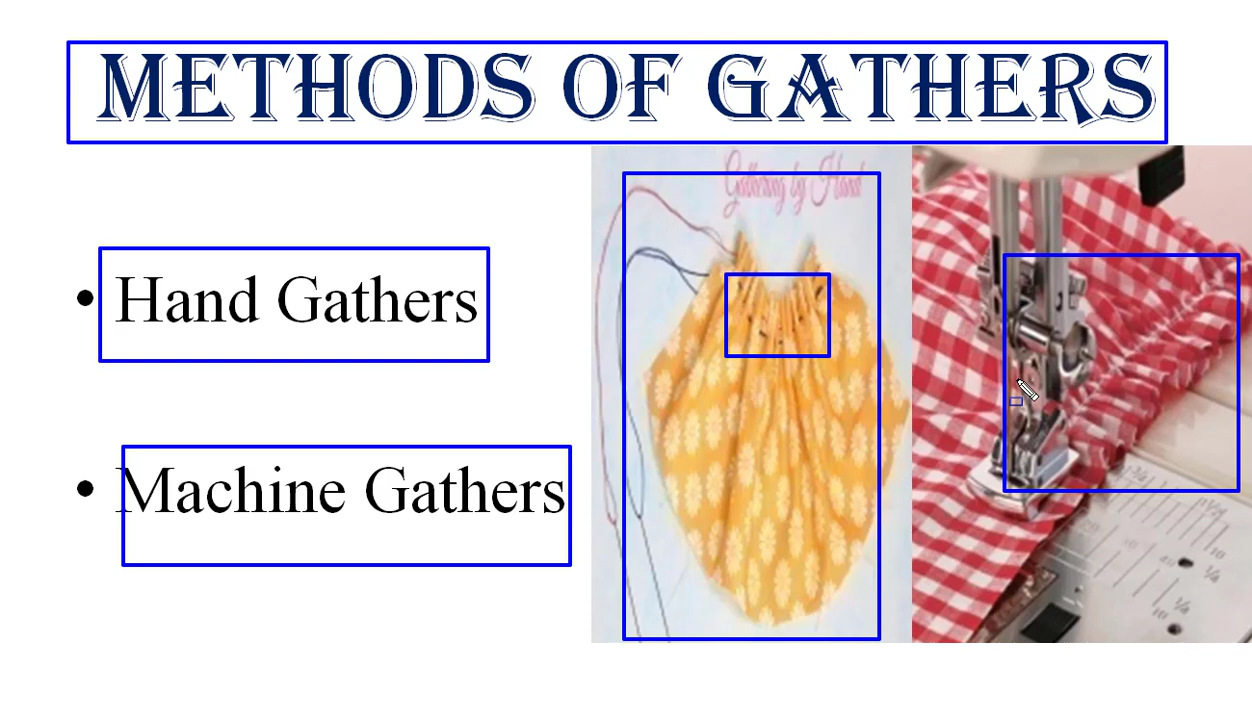 METHODS OF GATHERS
Gathering by Hand
• Hand Gathers
• Machine Gathers